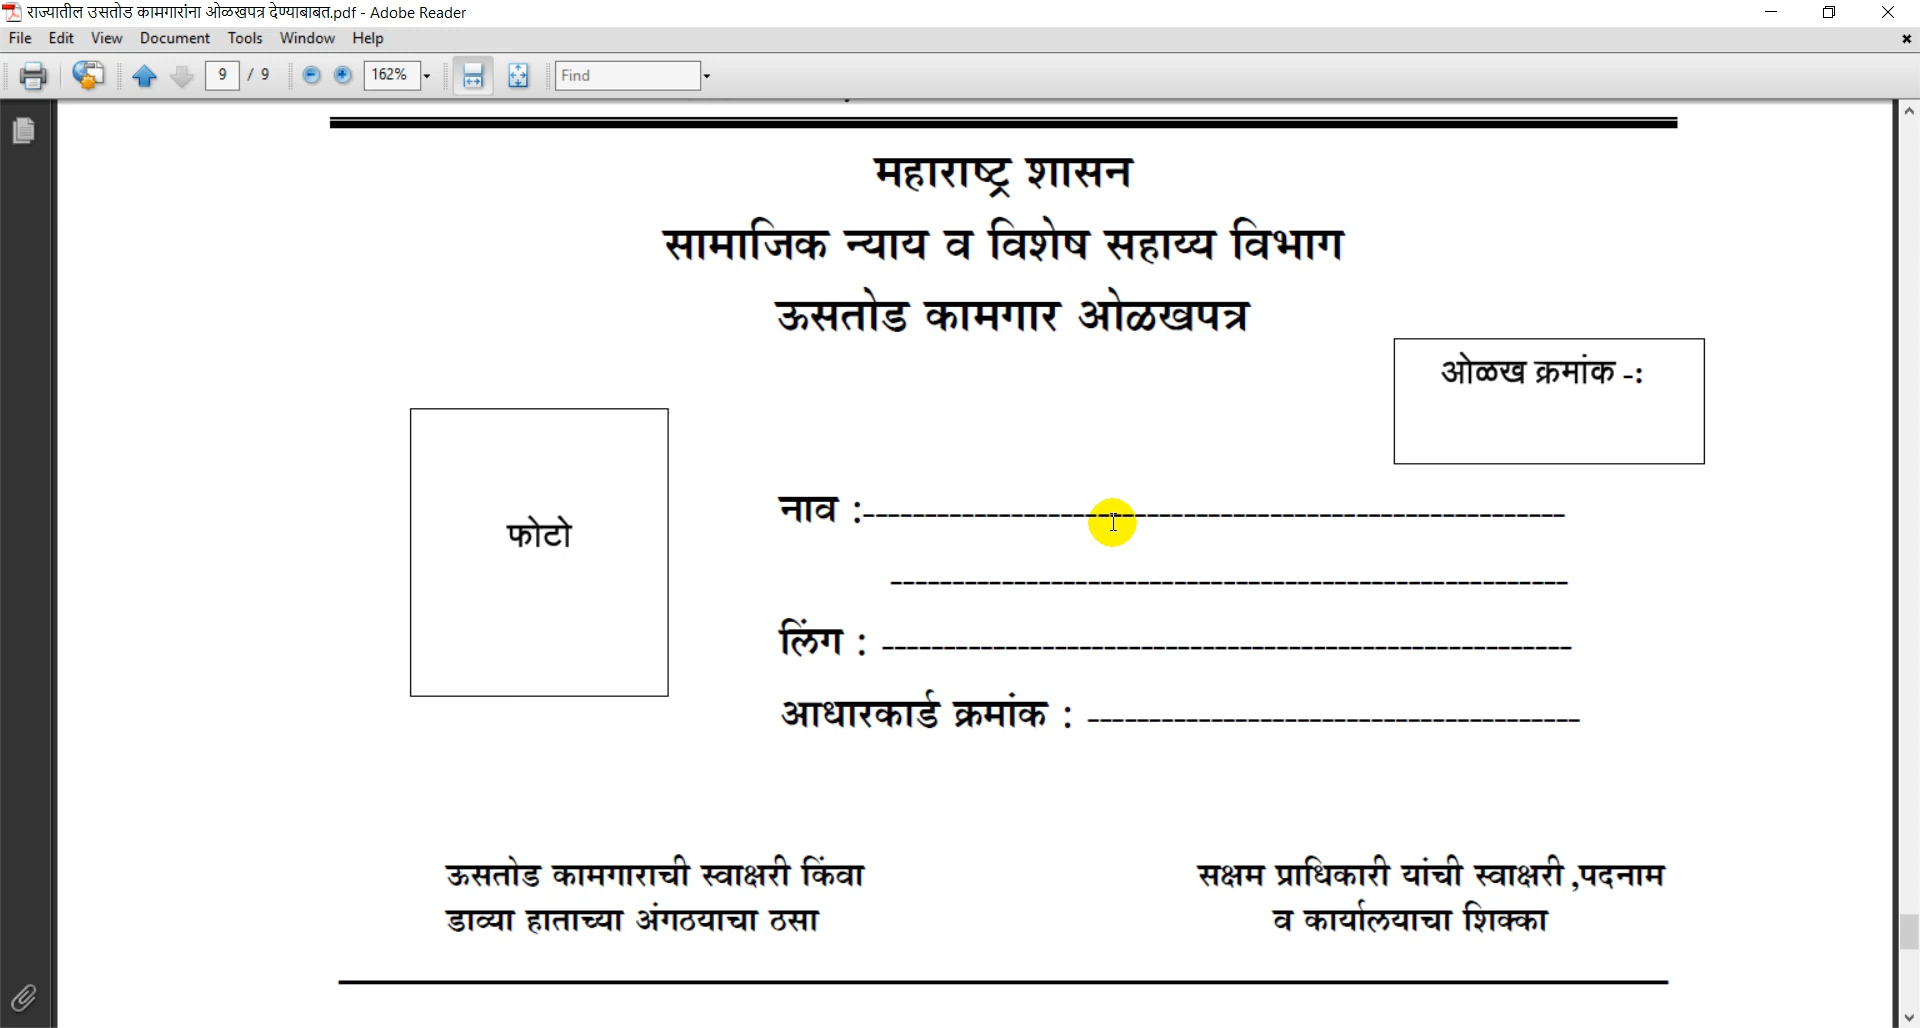 राज्यातील उसतोड कामगारांना ओळखपत्र देण्याबाबत.pdf - Adobe Reader
File Edit View Document Tools Window Help
9 / 9 162% Find
महाराष्ट्र शासन
सामाजिक न्याय व विशेष सहाय्य विभाग
ऊसतोड कामगार ओळखपत्र
ओळख क्रमांक -:
फोटो
नाव :-------------------------------------------------------
-------------------------------------------------------
लिंग : --------------------------------------------------------
आधारकार्ड क्रमांक : ----------------------------------------
ऊसतोड कामगाराची स्वाक्षरी किंवा
डाव्या हाताच्या अंगठयाचा ठसा
सक्षम प्राधिकारी यांची स्वाक्षरी ,पदनाम
व कार्यालयाचा शिक्का